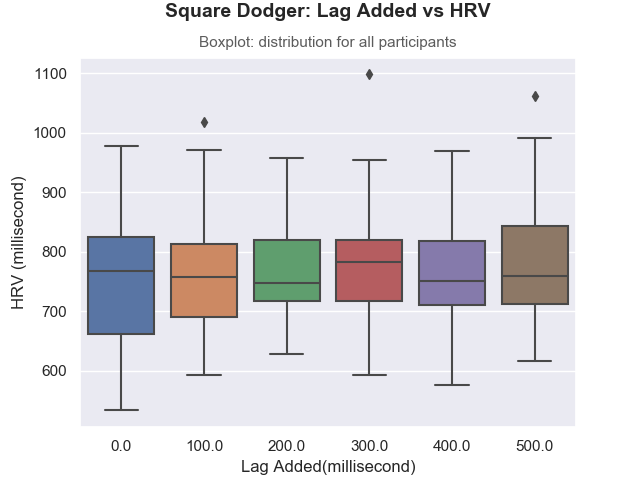 Square Dodger: Lag Added vs HRV
Boxplot: distribution for all participants
1100
1000
900
800
700
600
HRV (millisecond)
0.0 100.0 200.0 300.0 400.0 500.0
Lag Added(millisecond)